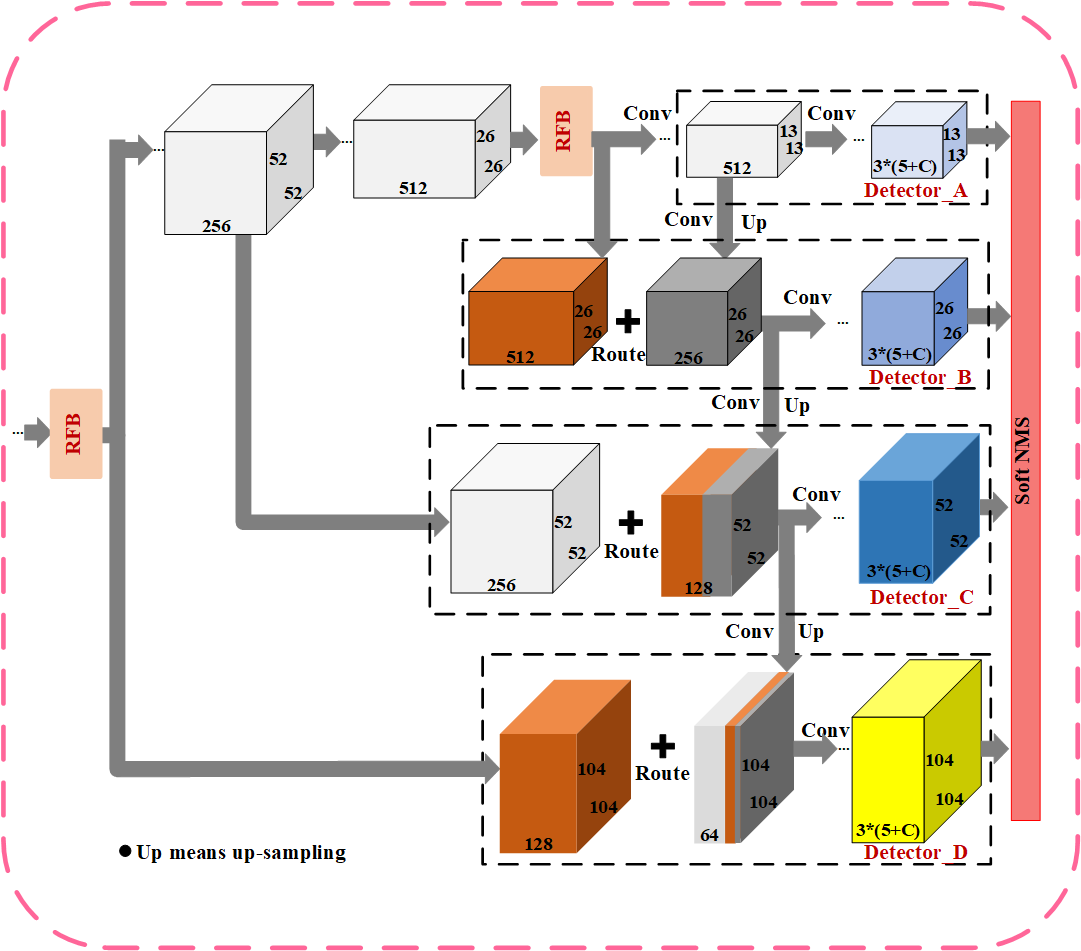 ...
52
52
256
...
26
26
512
RFB
Conv
...
13
13
512
Conv
...
13
13
3*(5+C)
Detector_A
Conv
Up
26
26
512
+
Route
26
26
256
Conv
...
26
26
3*(5+C)
Detector_B
...
RFB
Conv
Up
52
52
256
+
Route
52
52
128
Conv
...
52
52
3*(5+C)
Detector_C
Soft NMS
Conv
Up
104
104
128
+
Route
104
104
64
Conv
...
104
104
3*(5+C)
Detector_D
● Up means up-sampling